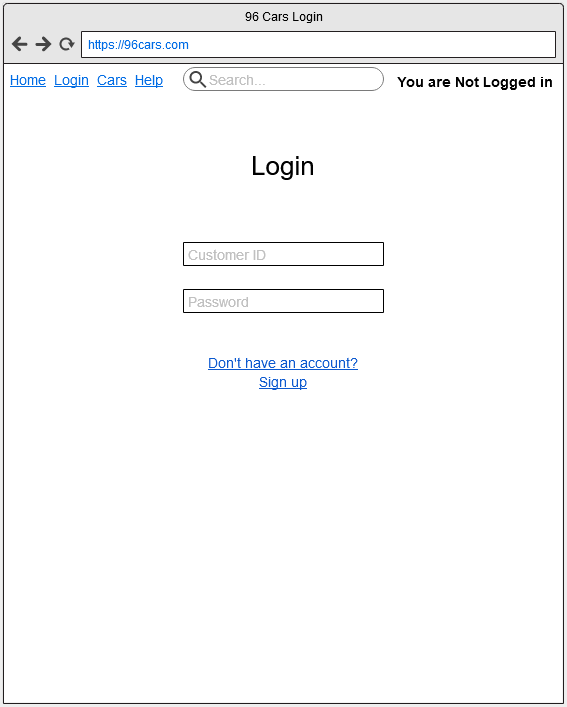 96 Cars Login
https://96cars.com
Home Login Cars Help Search... You are Not Logged in
Login
Customer ID
Password
Don't have an account?
Sign up